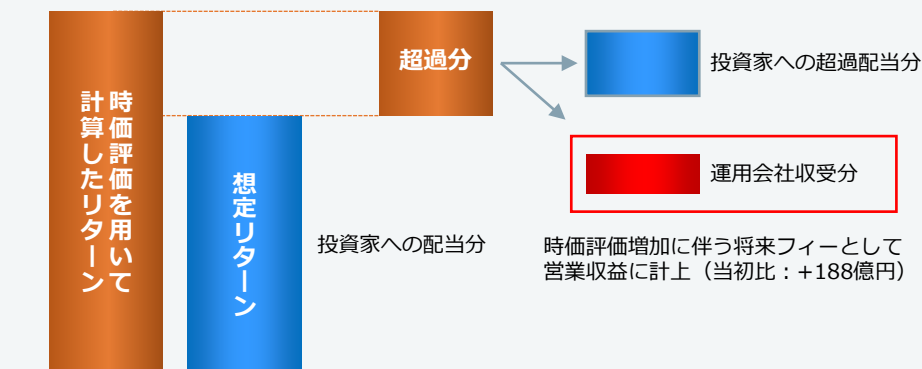 時価評価を用いて
計算したリターン
想定リターン
投資家への配当分
超過分
投資家への超過配当分
運用会社収受分
時価評価増加に伴う将来フィーとして
営業収益に計上（当初比：+188億円）